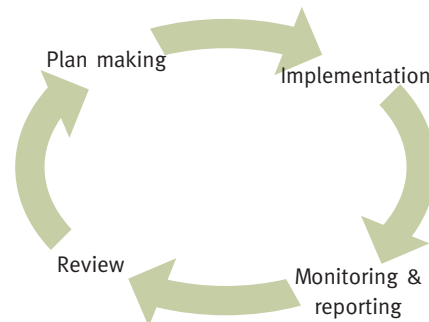 Plan making
Implementation
Review
Monitoring &
reporting